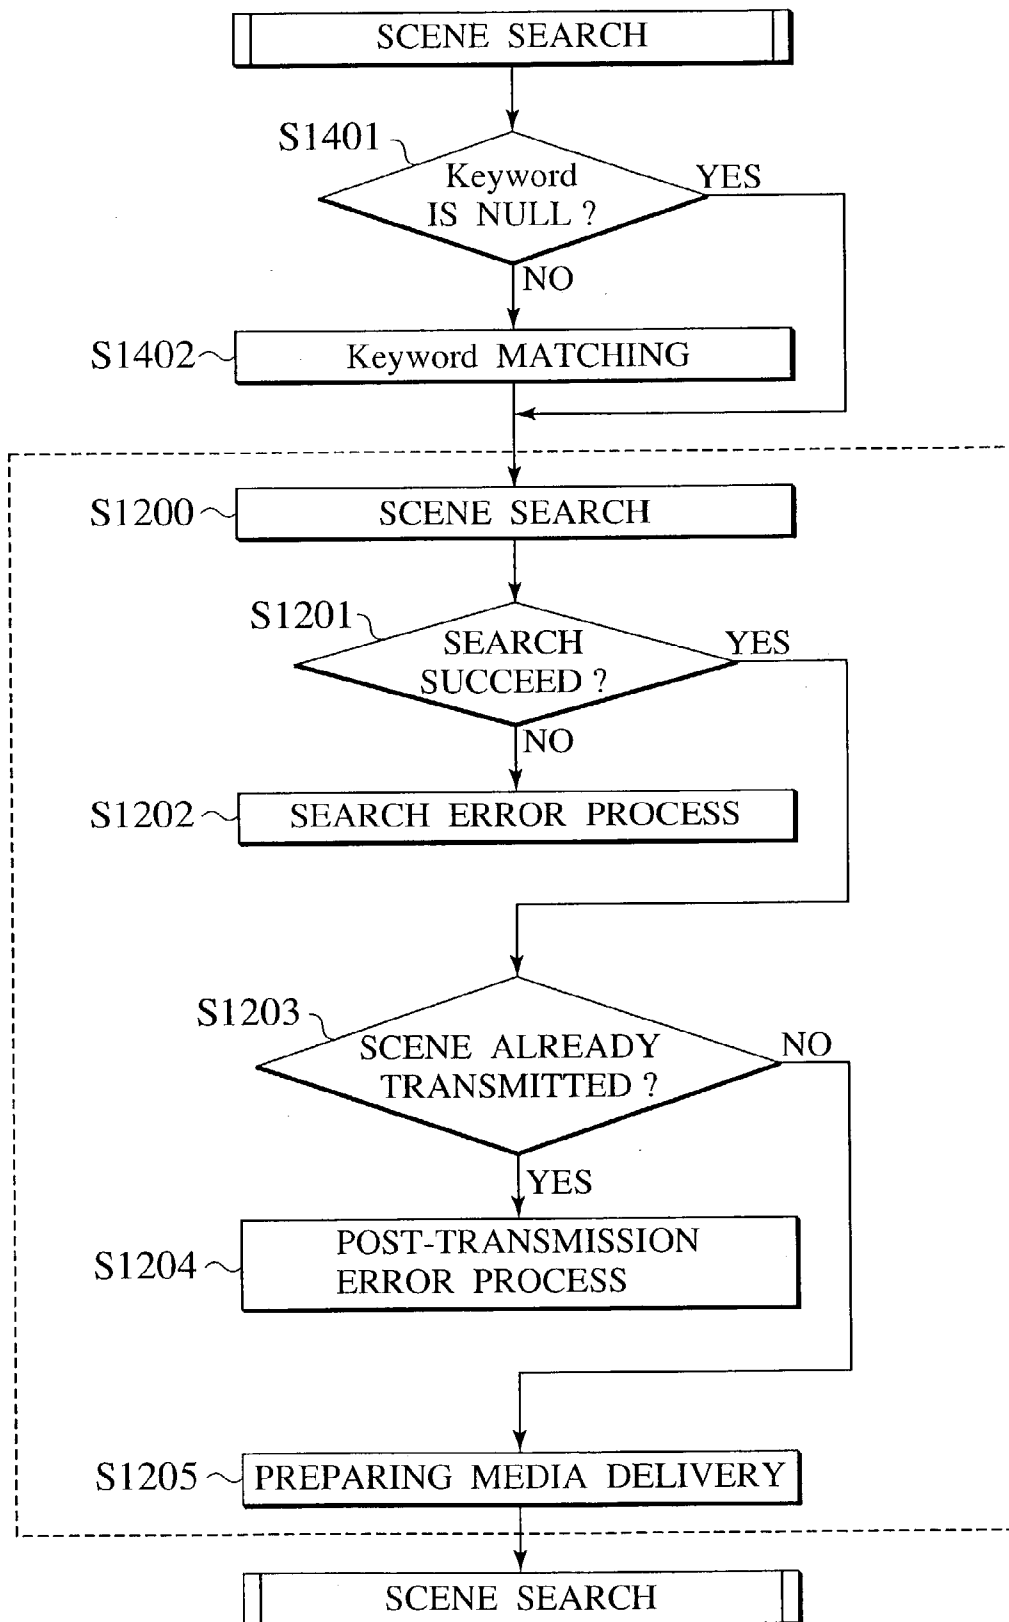 SCENE SEARCH
S1401
Keyword
IS NULL ?
YES
NO
S1402
Keyword MATCHING
S1200
SCENE SEARCH
S1201
SEARCH
SUCCEED ?
YES
NO
S1202
SEARCH ERROR PROCESS
S1203
SCENE ALREADY
TRANSMITTED ?
NO
YES
S1204
POST-TRANSMISSION
ERROR PROCESS
S1205
PREPARING MEDIA DELIVERY
SCENE SEARCH